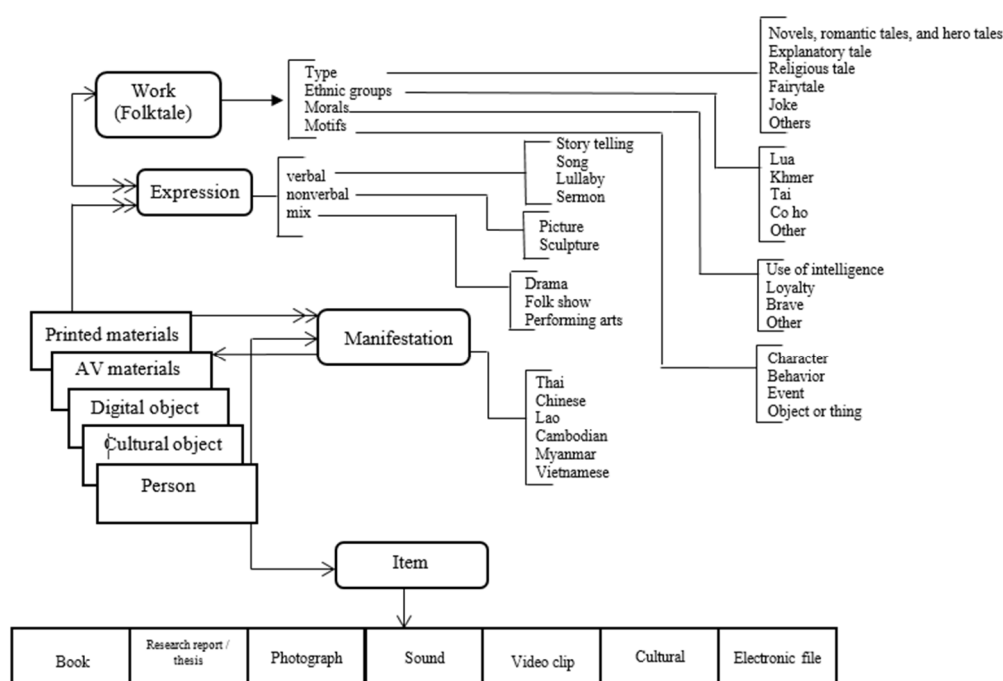 Work
(Folktale)
Type
Ethnic groups
Morals
Motifs
Novels, romantic tales, and hero tales
Explanatory tale
Religious tale
Fairytale
Joke
Others
Lua
Khmer
Tai
Co ho
Other
Use of intelligence
Loyalty
Brave
Other
Character
Behavior
Event
Object or thing
Expression
verbal
nonverbal
mix
Story telling
Song
Lullaby
Sermon
Picture
Sculpture
Drama
Folk show
Performing arts
Printed materials
AV materials
Digital object
Cultural object
Person
Manifestation
Thai
Chinese
Lao
Cambodian
Myanmar
Vietnamese
Item
Book
Research report /
thesis
Photograph
Sound
Video clip
Cultural
Electronic file